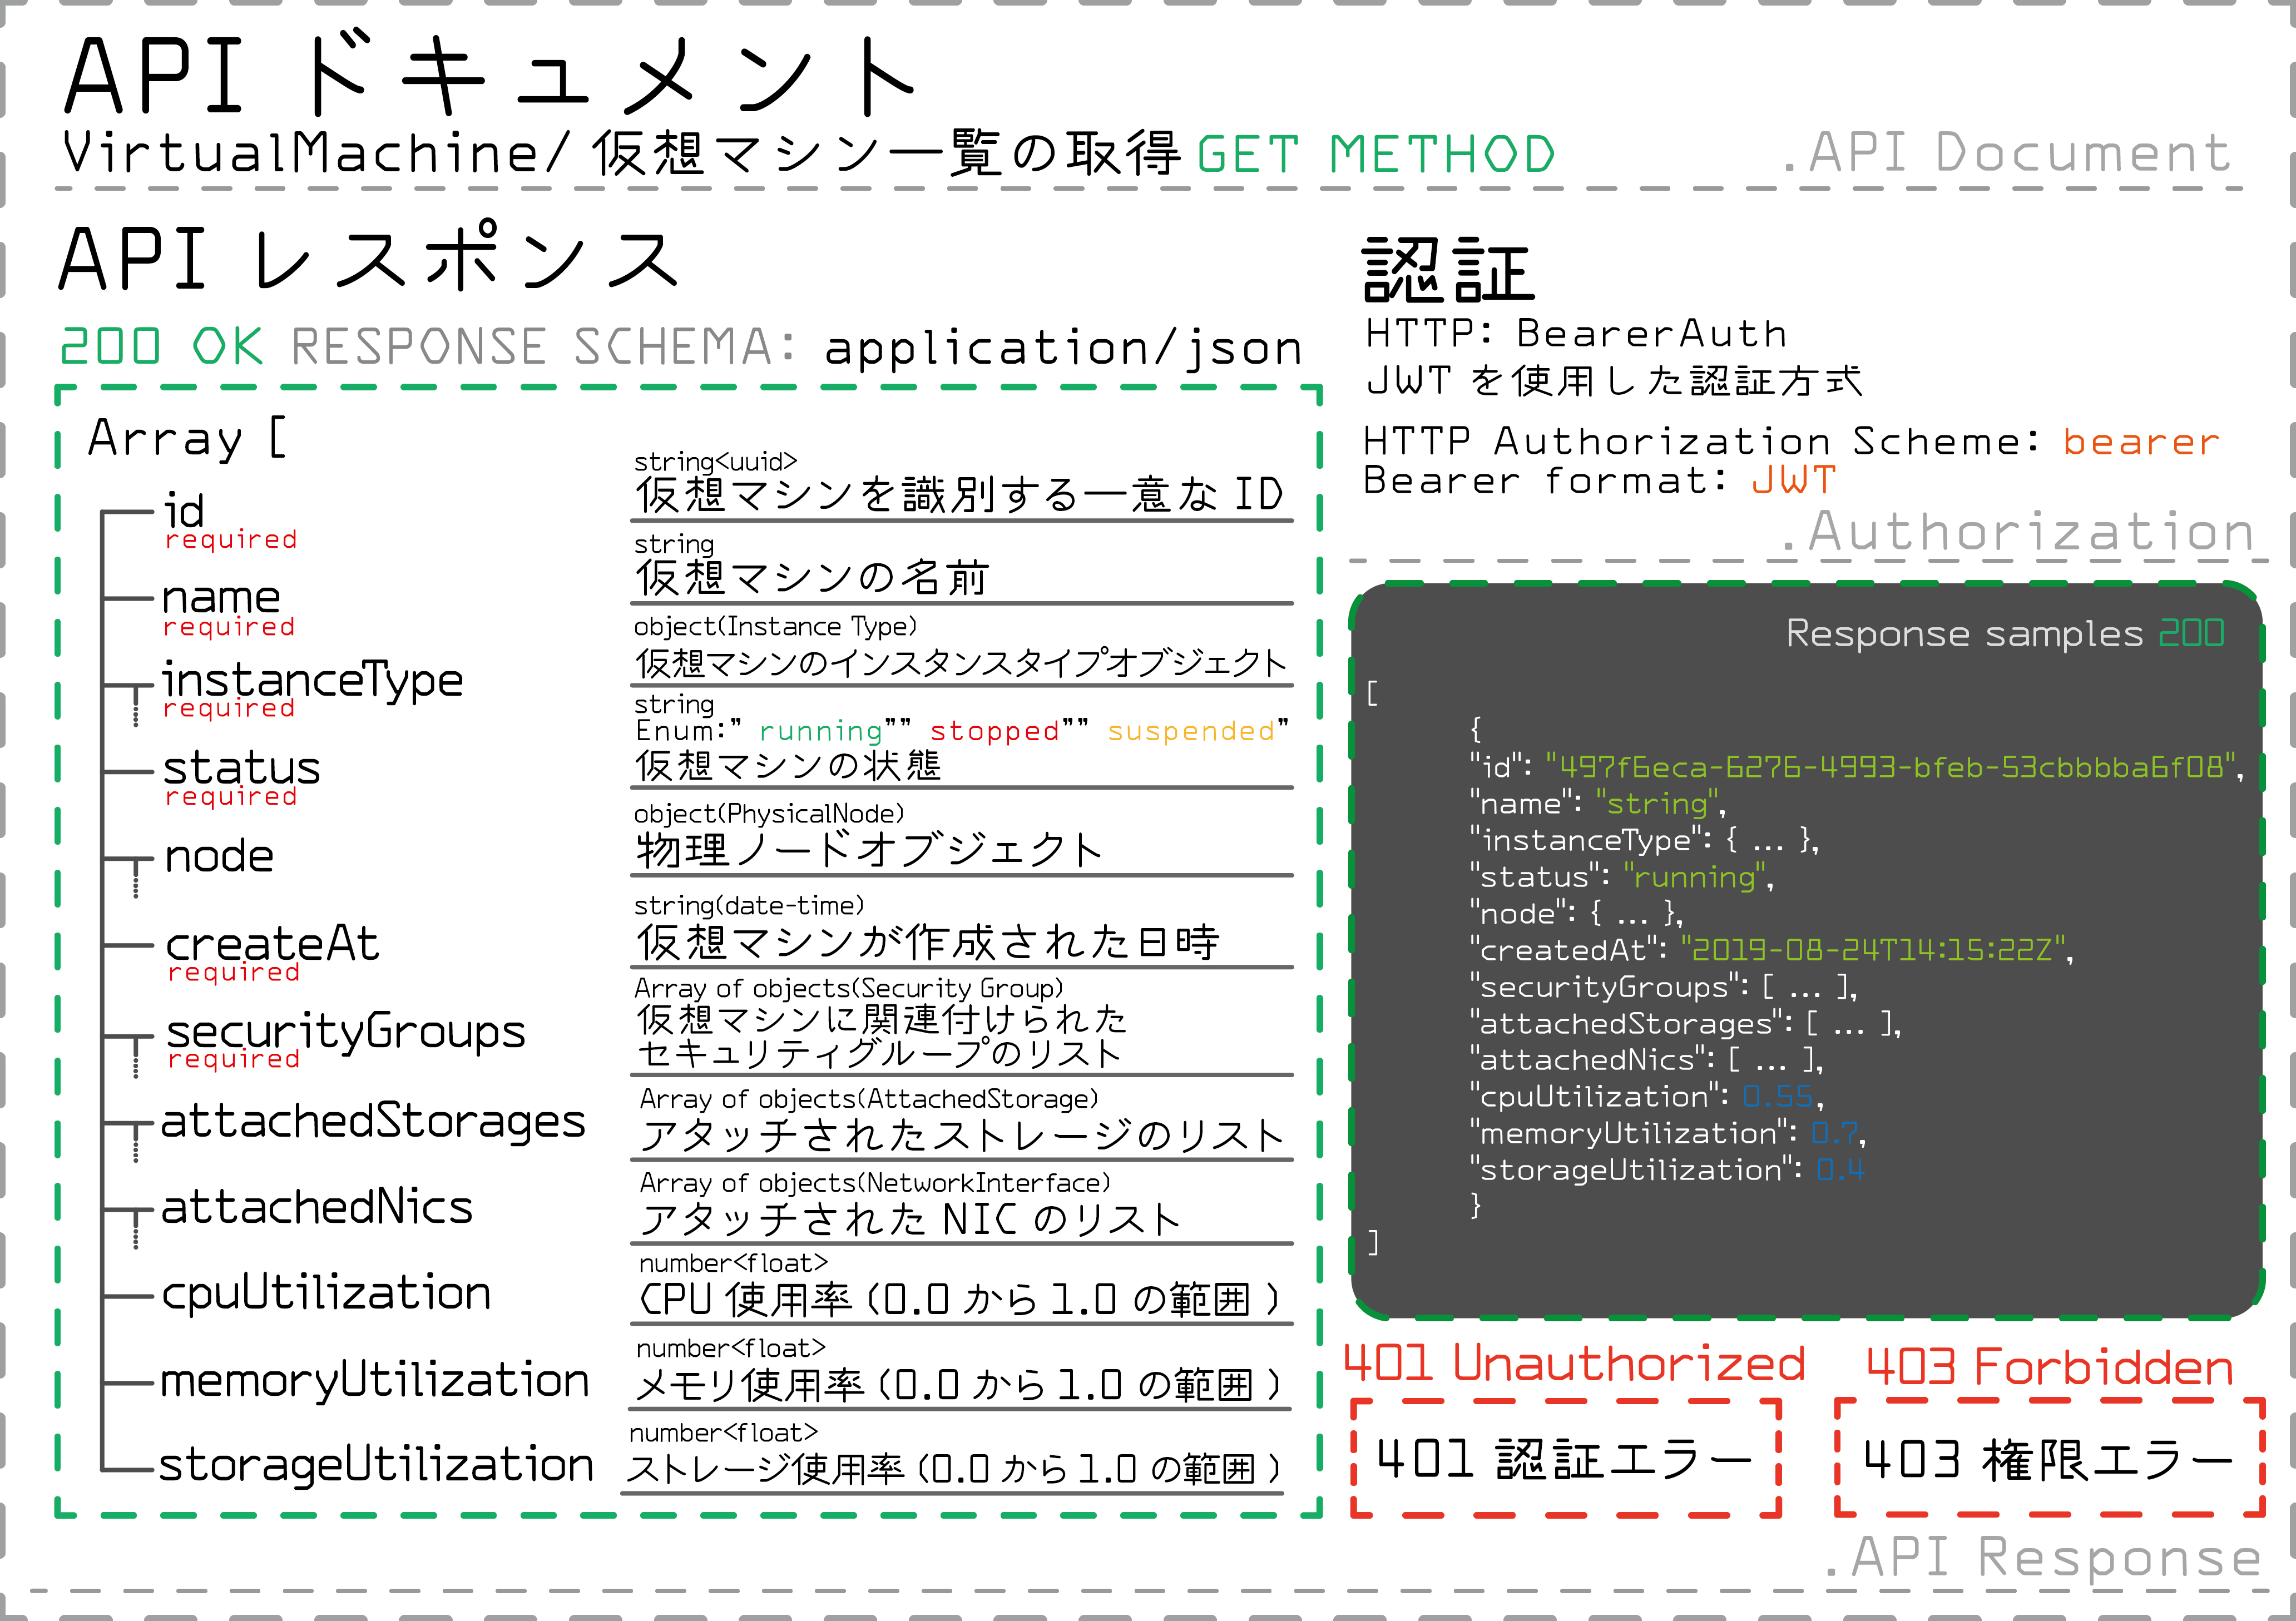 API ドキュメント
VirtualMachine/ 仮想マシン一覧の取得 GET METHOD
.API Document
API レスポンス
200 OK RESPONSE SCHEMA: application/json
Array [
id
required
string<uuid>
仮想マシンを識別する一意な ID
name
required
string
仮想マシンの名前
instanceType
required
object(Instance Type)
仮想マシンのインスタンスタイプオブジェクト
status
required
string
Enum:” running”” stopped”” suspended”
仮想マシンの状態
node
object(PhysicalNode)
物理ノードオブジェクト
createAt
required
string(date-time)
仮想マシンが作成された日時
securityGroups
required
Array of objects(Security Group)
仮想マシンに関連付けられた
セキュリティグループのリスト
attachedStorages
Array of objects(AttachedStorage)
アタッチされたストレージのリスト
attachedNics
Array of objects(NetworkInterface)
アタッチされた NIC のリスト
cpuUtilization
number<float>
CPU 使用率 (0.0 から 1.0 の範囲 )
memoryUtilization
number<float>
メモリ使用率 (0.0 から 1.0 の範囲 )
storageUtilization
number<float>
ストレージ使用率 (0.0 から 1.0 の範囲 )
認証
HTTP: BearerAuth
JWT を使用した認証方式
HTTP Authorization Scheme: bearer
Bearer format: JWT
.Authorization
Response samples 200
[
{
"id": "497f6eca-6276-4993-bfeb-53cbbbba6f08",
"name": "string",
"instanceType": { ... },
"status": "running",
"node": { ... },
"createdAt": "2019-08-24T14:15:22Z",
"securityGroups": [ ... ],
"attachedStorages": [ ... ],
"attachedNics": [ ... ],
"cpuUtilization": 0.55,
"memoryUtilization": 0.7,
"storageUtilization": 0.4
}
]
401 Unauthorized
401 認証エラー
403 Forbidden
403 権限エラー
.API Response